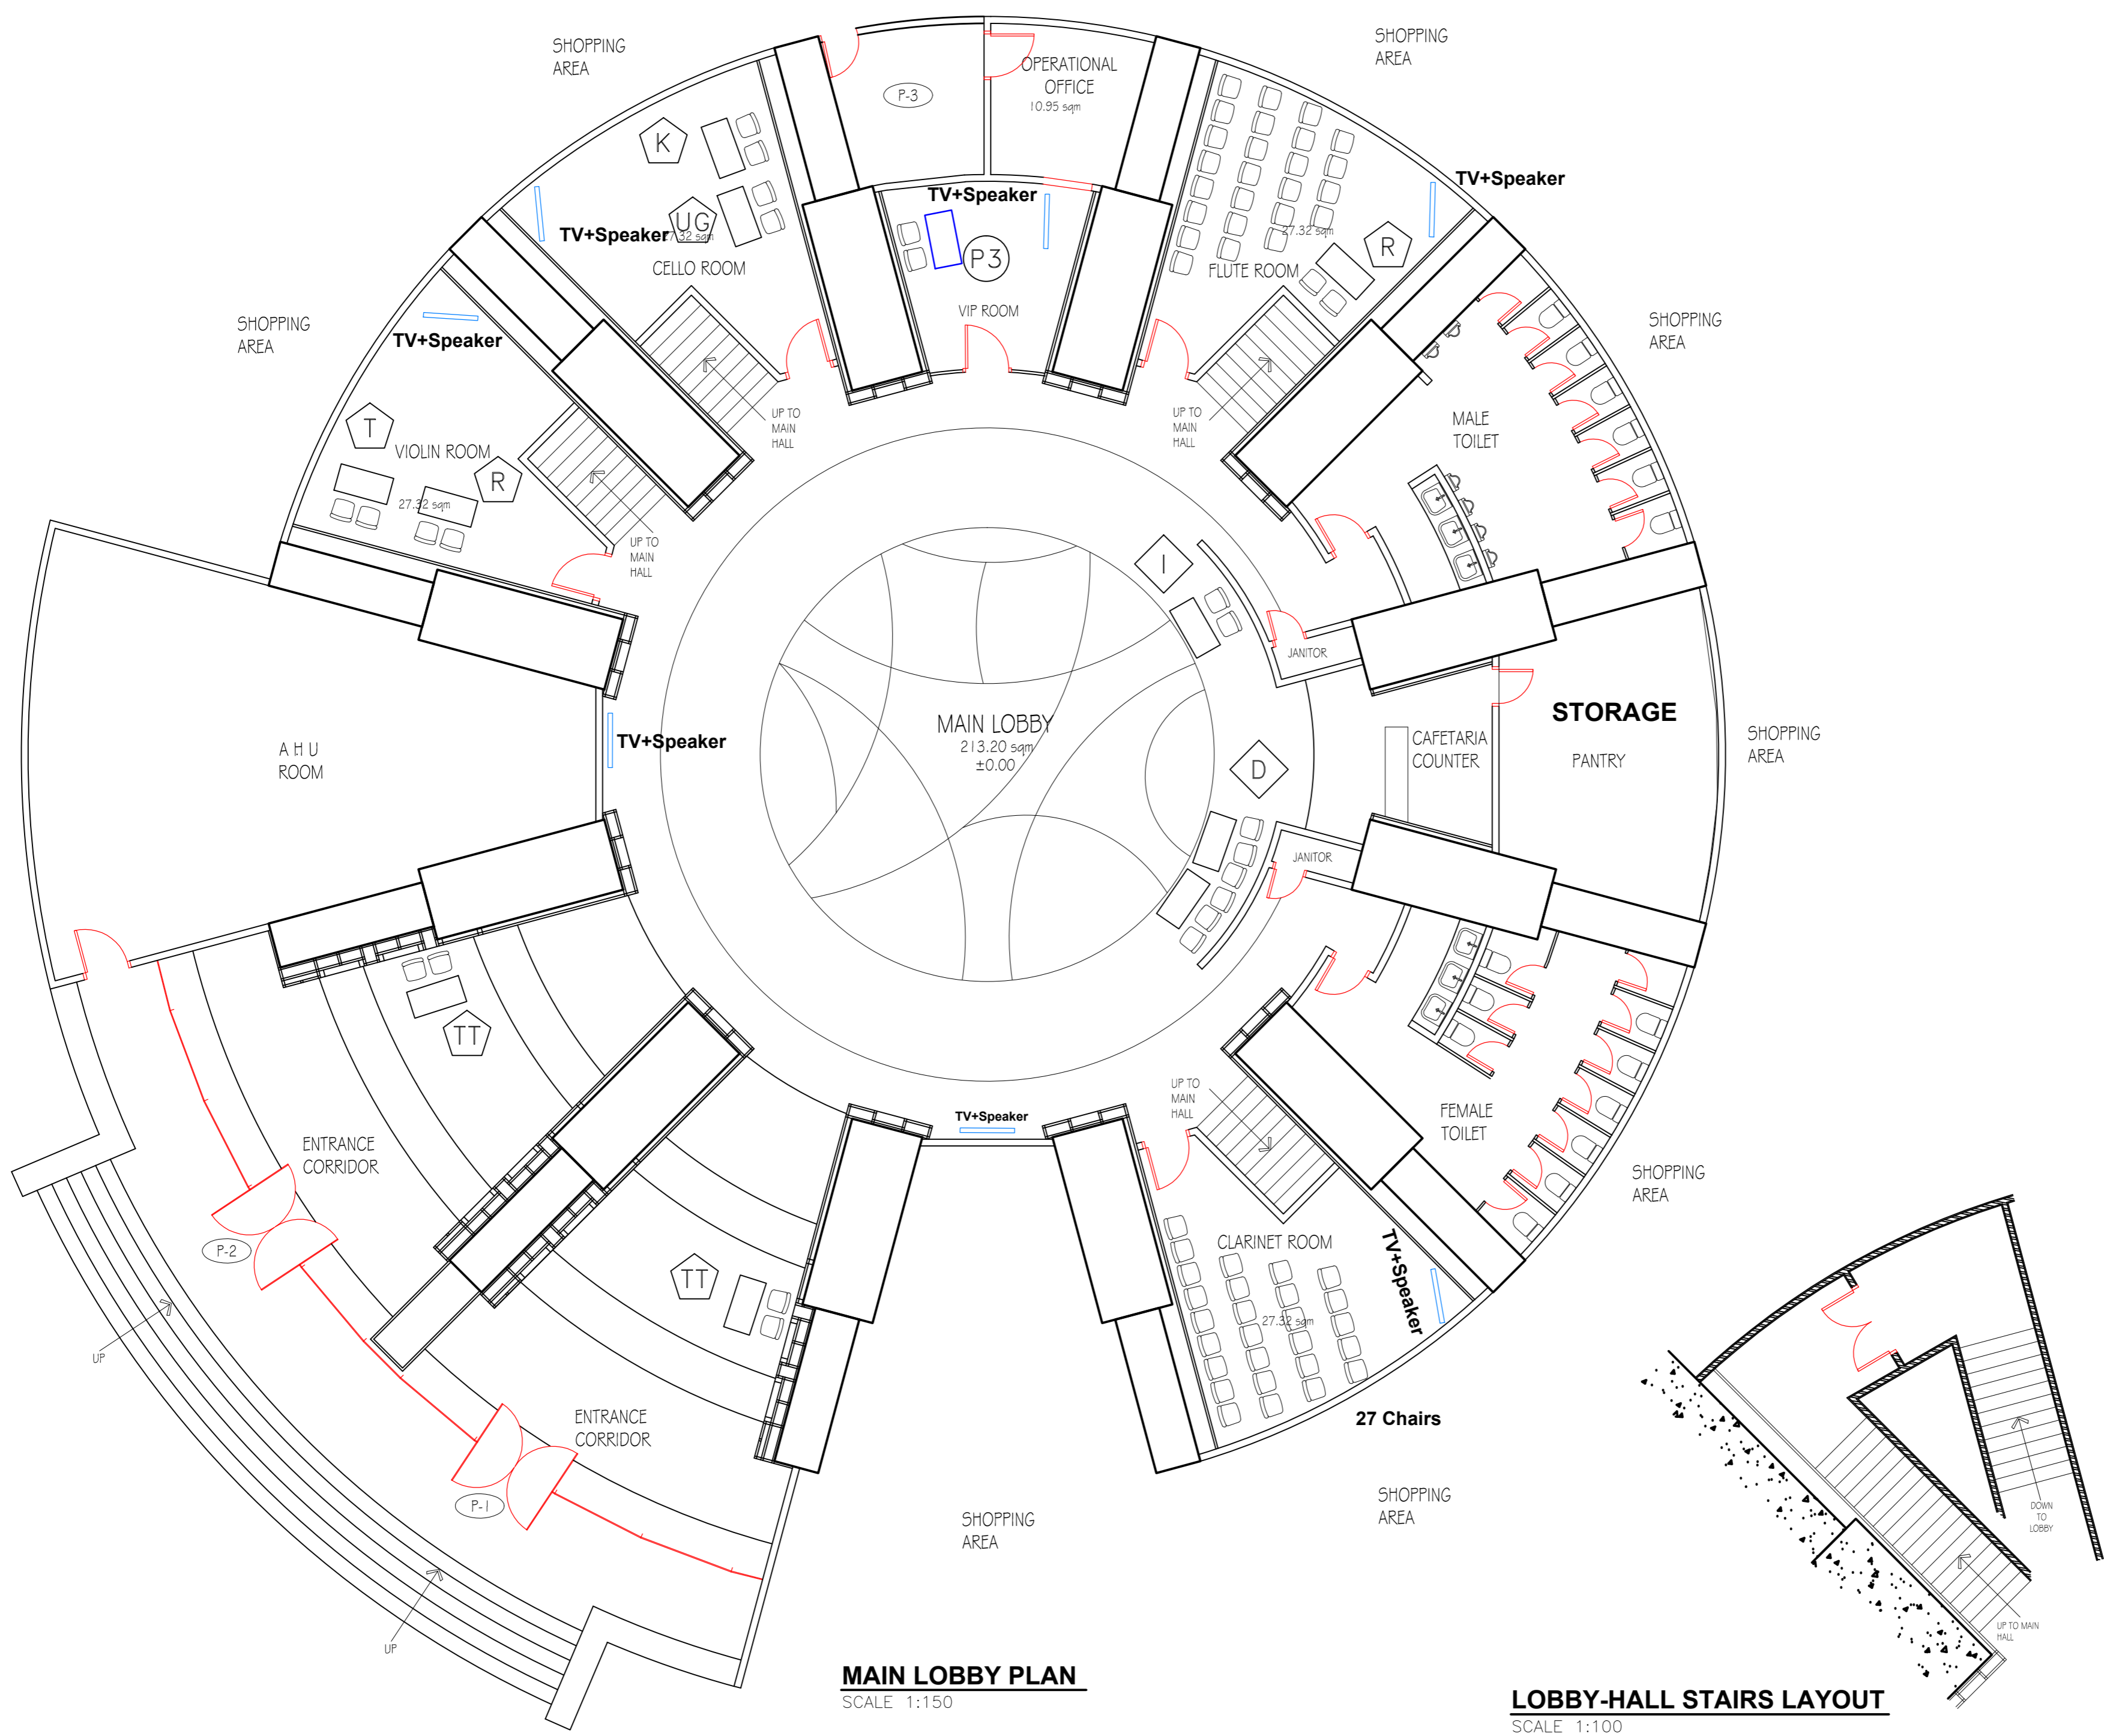 SHOPPING
AREA
SHOPPING
AREA
P-3
OPERATIONAL
OFFICE
10.95 sqm
K
UG
27.32 sqm
TV+Speaker
CELLO ROOM
TV+Speaker
P3
VIP ROOM
TV+Speaker
27.32 sqm
R
FLUTE ROOM
SHOPPING
AREA
TV+Speaker
SHOPPING
AREA
T
VIOLIN ROOM
R
27.32 sqm
UP TO
MAIN
HALL
UP TO
MAIN
HALL
UP TO
MAIN
HALL
MALE
TOILET
I
JANITOR
A H U
ROOM
TV+Speaker
MAIN LOBBY
213.20 sqm
±0.00
D
CAFETARIA
COUNTER
STORAGE
PANTRY
SHOPPING
AREA
JANITOR
TT
ENTRANCE
CORRIDOR
P-2
UP
TV+Speaker
UP TO
MAIN
HALL
FEMALE
TOILET
SHOPPING
AREA
TT
CLARINET ROOM
27.32 sqm
TV+Speaker
27 Chairs
ENTRANCE
CORRIDOR
P-1
UP
SHOPPING
AREA
SHOPPING
AREA
DOWN
TO
LOBBY
UP TO MAIN
HALL
MAIN LOBBY PLAN
SCALE 1:150
LOBBY-HALL STAIRS LAYOUT
SCALE 1:100